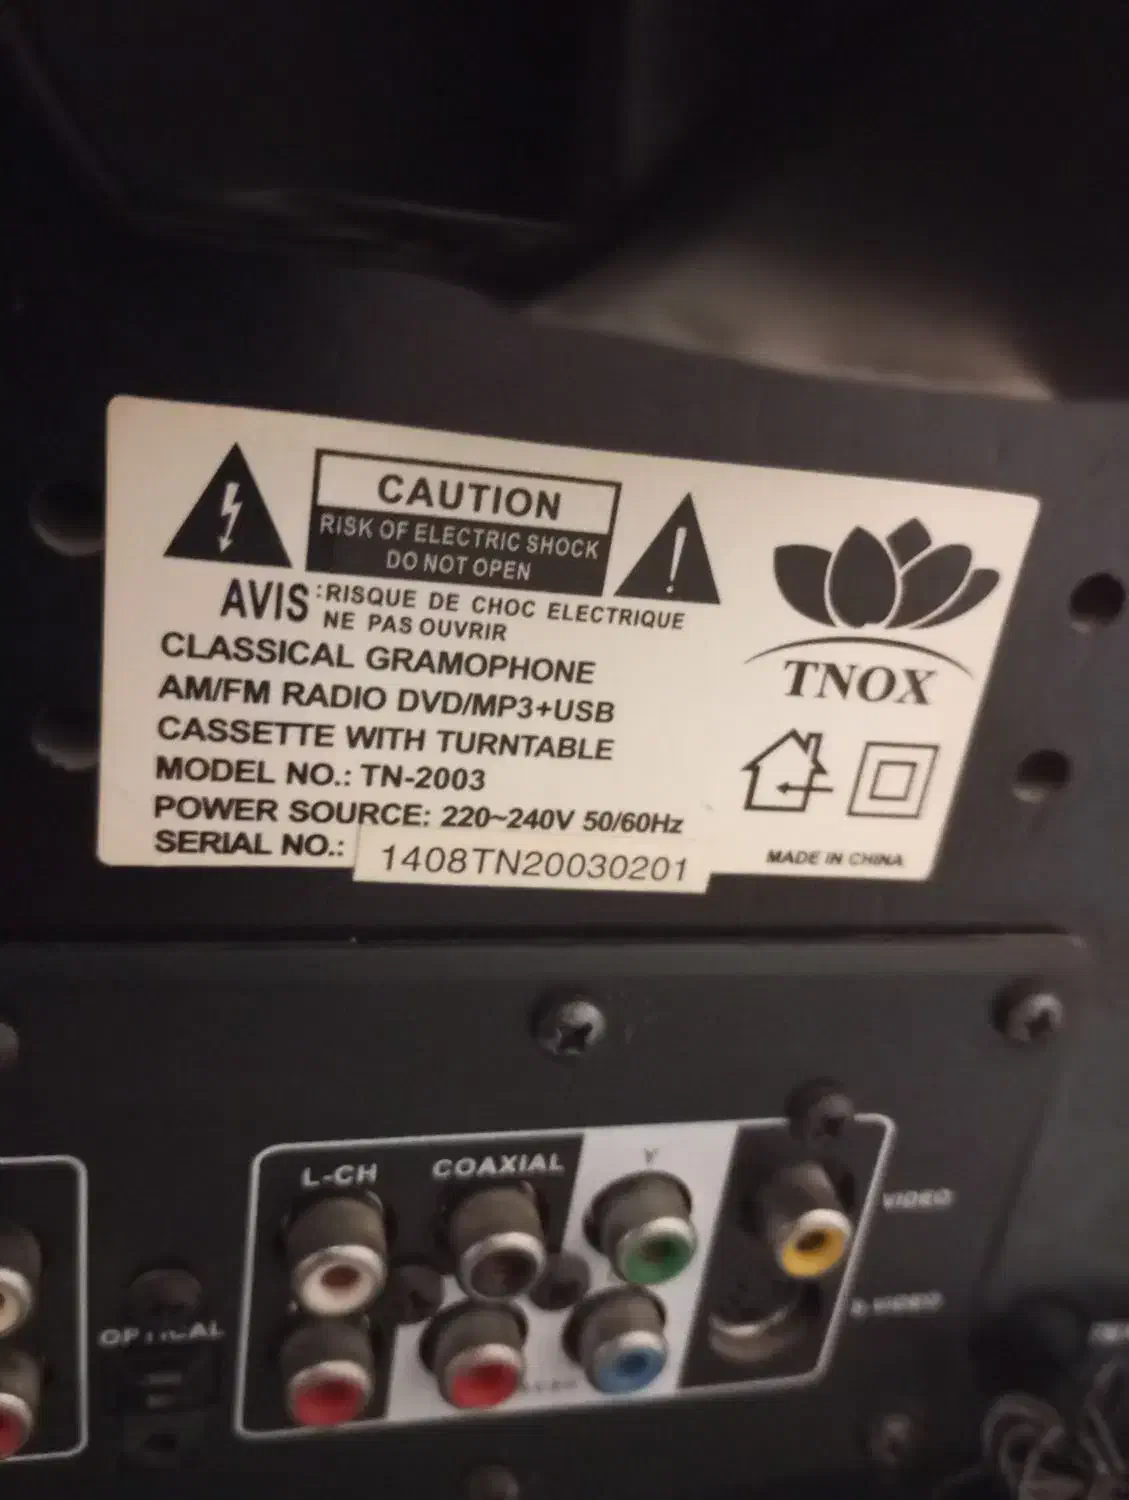 CAUTION
RISK OF ELECTRIC SHOCK
DO NOT OPEN
AVIS:RISQUE DE CHOC ELECTRIQUE
NE PAS OUVRIR
CLASSICAL GRAMOPHONE
AM/FM RADIO DVD/MP3+USB
CASSETTE WITH TURNTABLE
MODEL NO.: TN-2003
POWER SOURCE: 220~240V 50/60Hz
SERIAL NO.: 1408TN20030201
TNOX
MADE IN CHINA
L-CH
COAXIAL
Y
VIDEO
S-VIDEO
OPTICAL